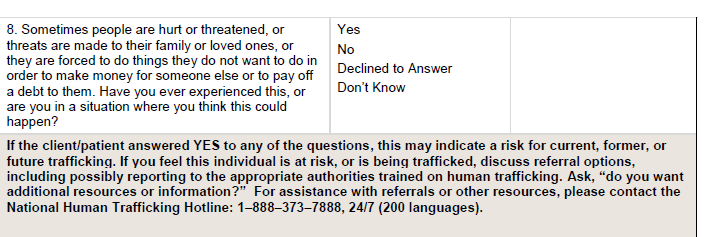 8. Sometimes people are hurt or threatened, or
threats are made to their family or loved ones, or
they are forced to do things they do not want to do in
order to make money for someone else or to pay off
a debt to them. Have you ever experienced this, or
are you in a situation where you think this could
happen?
Yes
No
Declined to Answer
Don’t Know
If the client/patient answered YES to any of the questions, this may indicate a risk for current, former, or
future trafficking. If you feel this individual is at risk, or is being trafficked, discuss referral options,
including possibly reporting to the appropriate authorities trained on human trafficking. Ask, “do you want
additional resources or information?”  For assistance with referrals or other resources, please contact the
National Human Trafficking Hotline: 1–888–373–7888, 24/7 (200 languages).